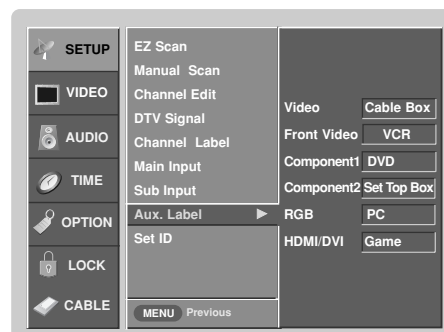 SETUP
VIDEO
AUDIO
TIME
OPTION
LOCK
CABLE
EZ Scan
Manual Scan
Channel Edit
DTV Signal
Channel Label
Main Input
Sub Input
Aux. Label ▶
Set ID
MENU Previous
Video Cable Box
Front Video VCR
Component1 DVD
Component2 Set Top Box
RGB PC
HDMI/DVI Game